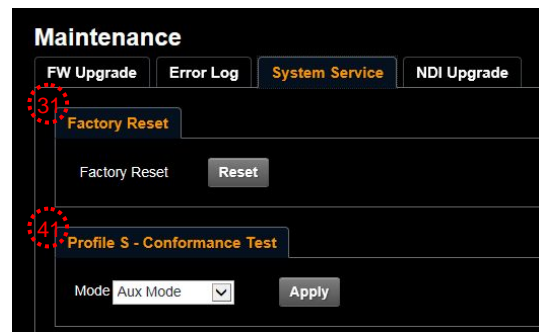 Maintenance
FW Upgrade Error Log System Service NDI Upgrade
31
Factory Reset
Factory Reset Reset
41
Profile S - Conformance Test
Mode Aux Mode Apply